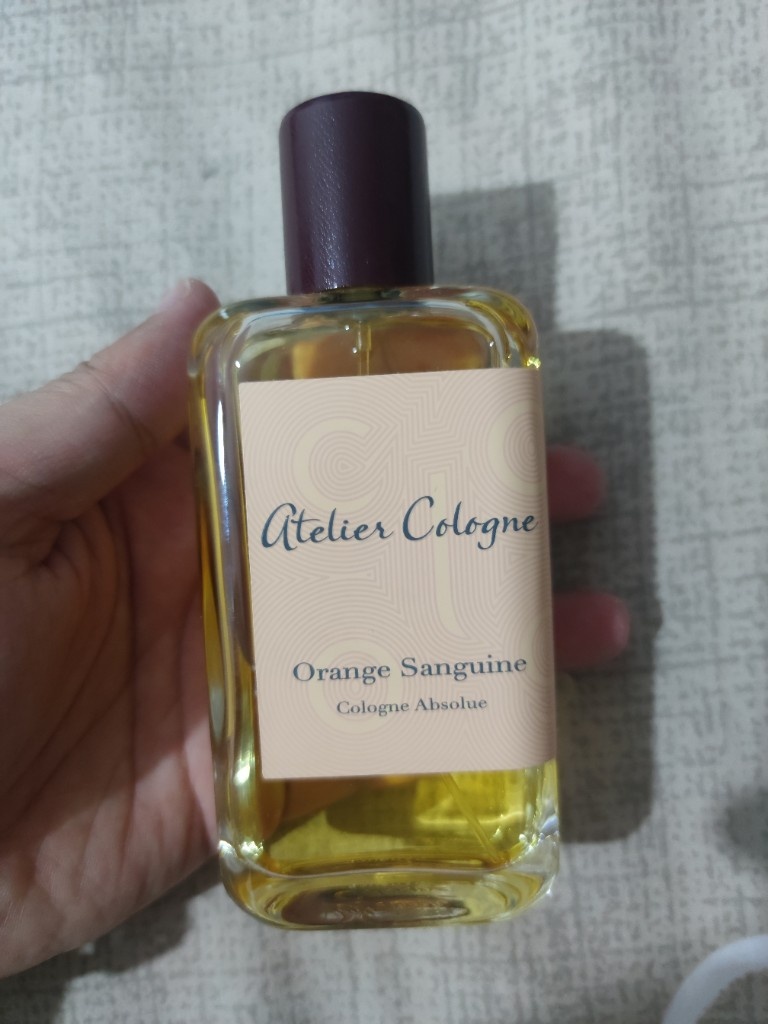 Atelier Cologne
Orange Sanguine
Cologne Absolue